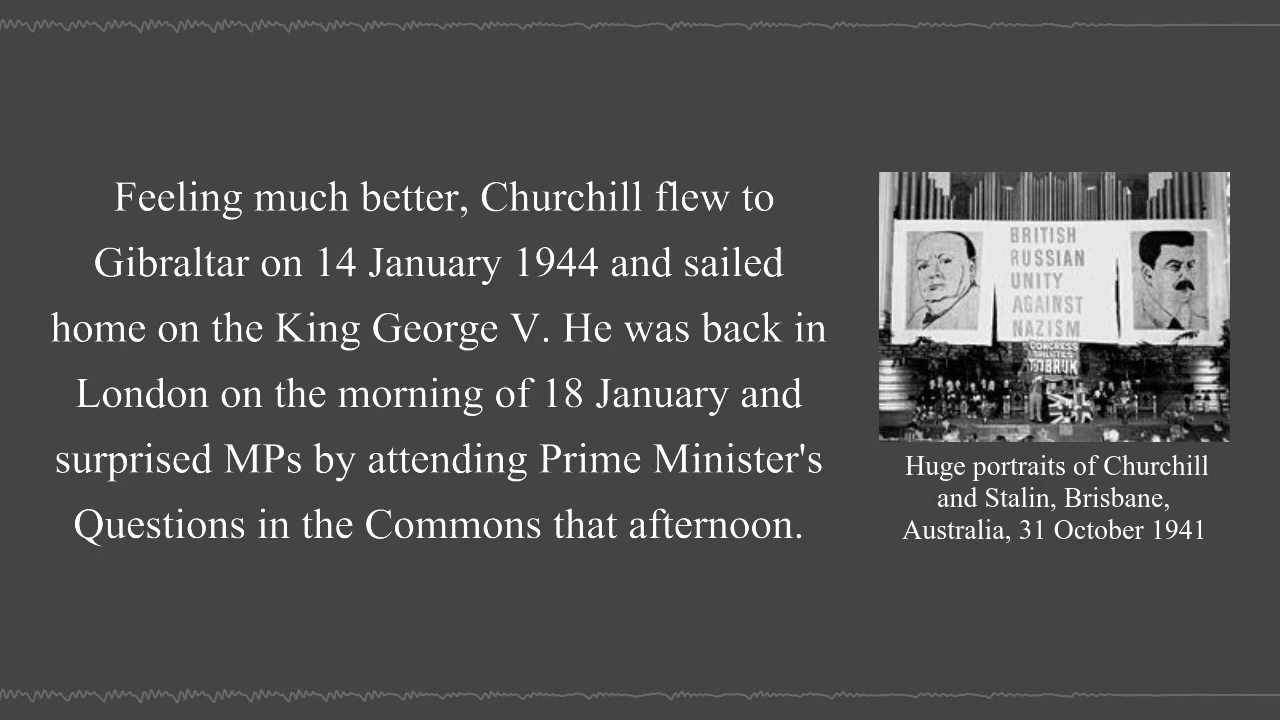 Feeling much better, Churchill flew to
Gibraltar on 14 January 1944 and sailed
home on the King George V. He was back in
London on the morning of 18 January and
surprised MPs by attending Prime Minister's
Questions in the Commons that afternoon.
BRITISH
RUSSIAN
UNITY
AGAINST
NAZISM
CONGRESS
SALUTES
TOBRUK
Huge portraits of Churchill
and Stalin, Brisbane,
Australia, 31 October 1941